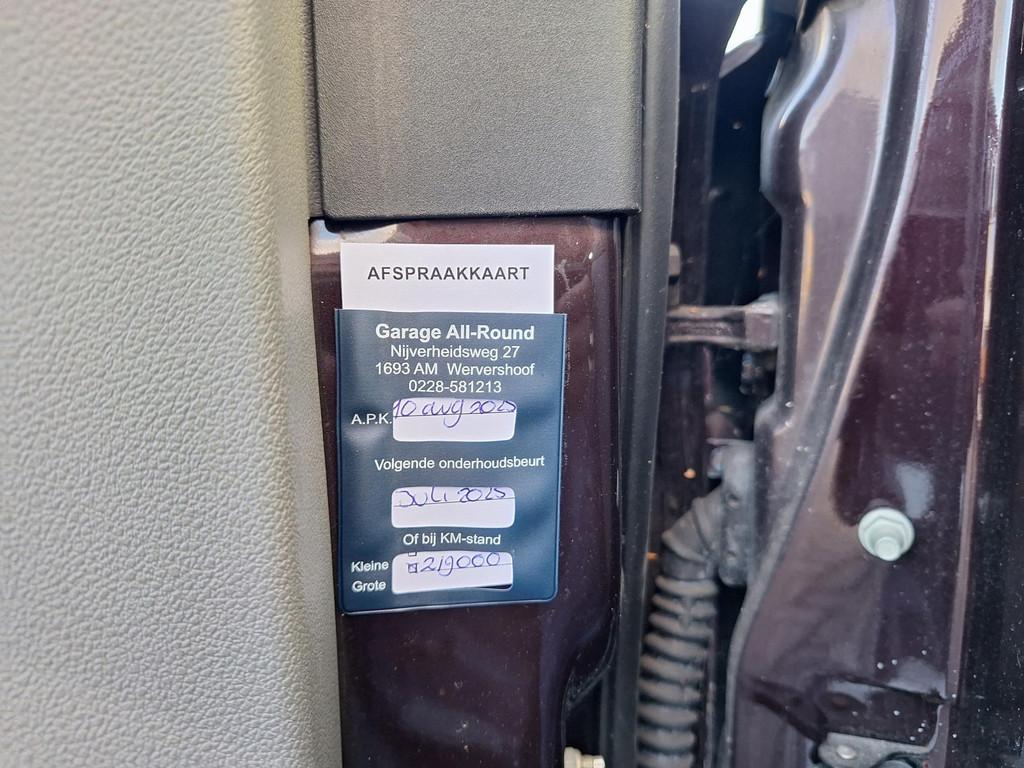 AFSPRAAKKAART
Garage All-Round
Nijverheidsweg 27
1693 AM Wervershoof
0228-581213
A.P.K. 10 aug 2025
Volgende onderhoudsbeurt
Juli 2025
Of bij KM-stand
Kleine 219000
Grote